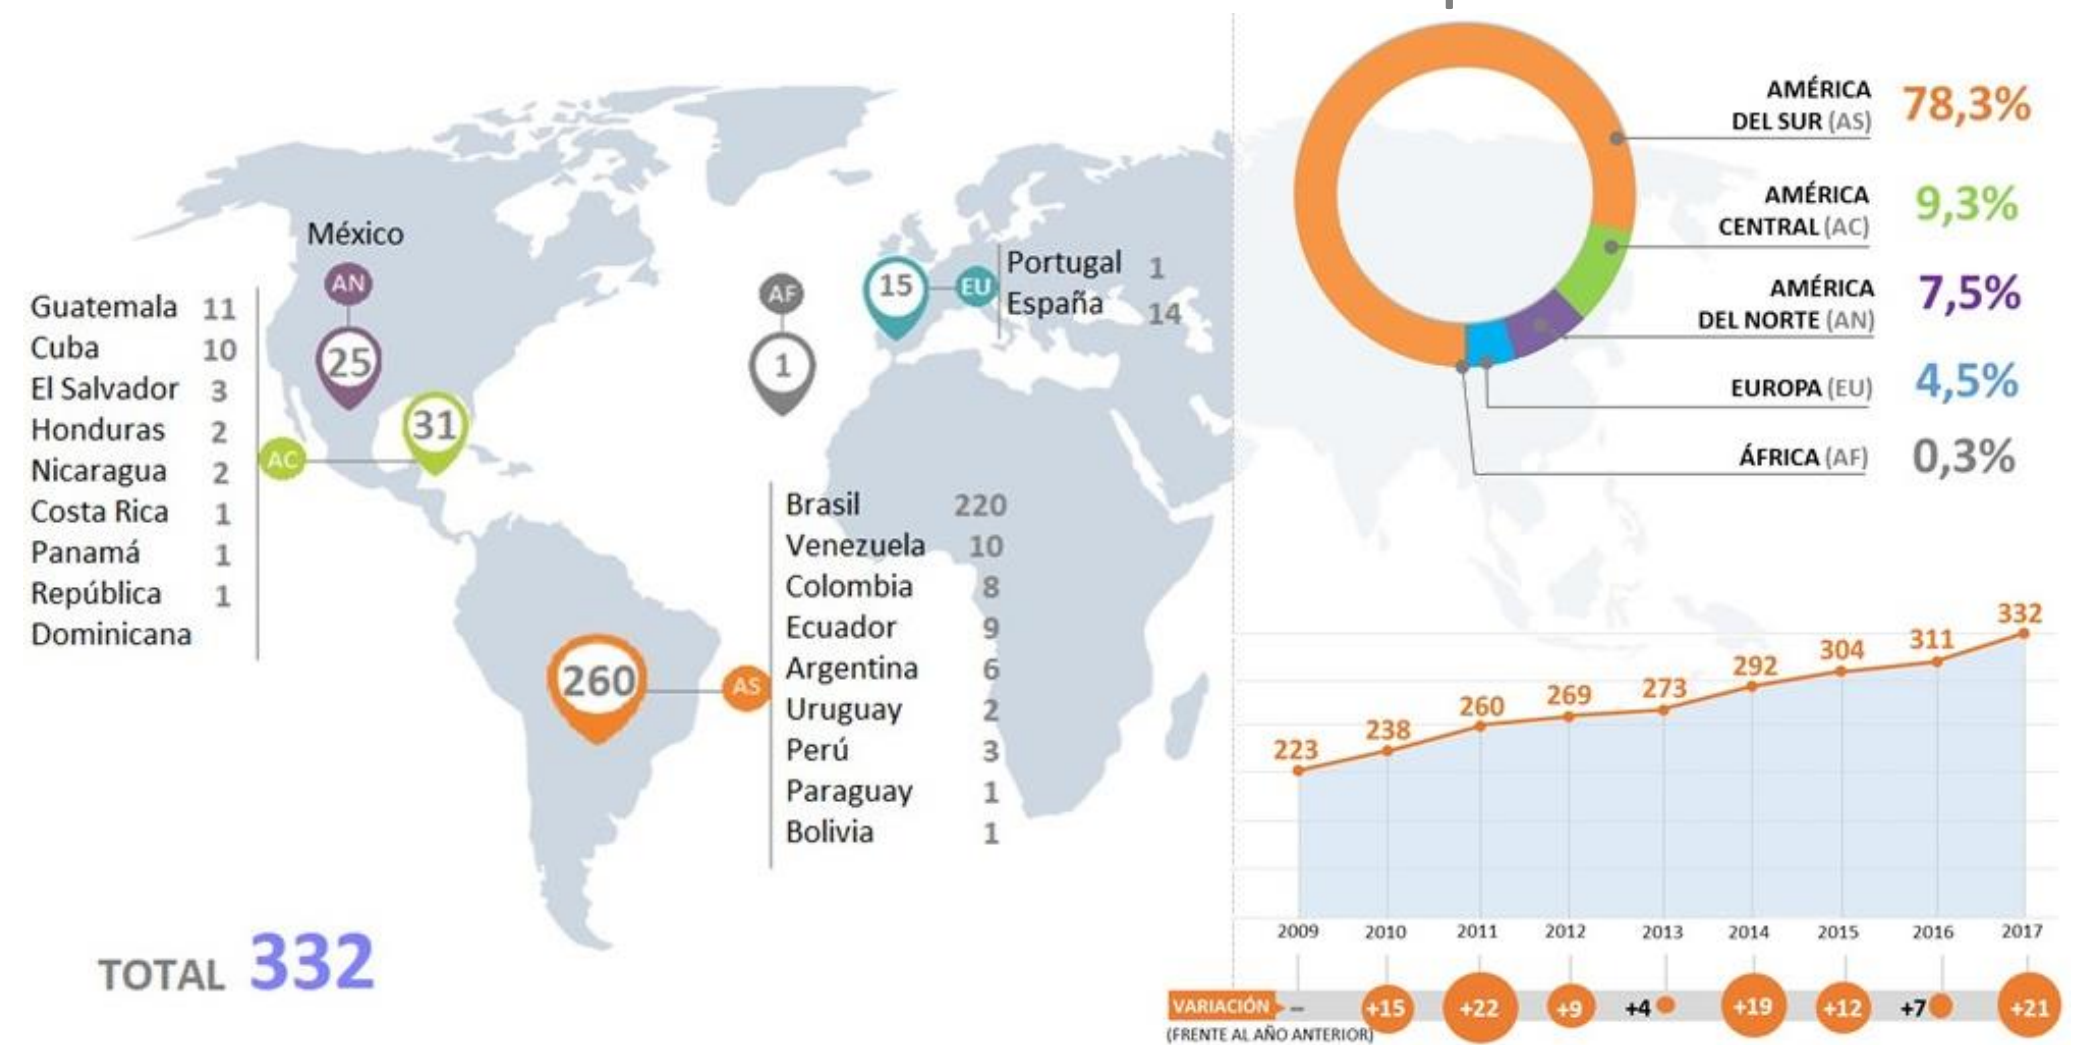 México
AN
25
Guatemala 11
Cuba 10
El Salvador 3
Honduras 2
Nicaragua 2
Costa Rica 1
Panamá 1
República 1
Dominicana
AC
31
AF
1
15
EU
Portugal 1
España 14
260
AS
Brasil 220
Venezuela 10
Colombia 8
Ecuador 9
Argentina 6
Uruguay 2
Perú 3
Paraguay 1
Bolivia 1
TOTAL 332
AMÉRICA
DEL SUR (AS) 78,3%
AMÉRICA
CENTRAL (AC) 9,3%
AMÉRICA
DEL NORTE (AN) 7,5%
EUROPA (EU) 4,5%
ÁFRICA (AF) 0,3%
223 238 260 269 273 292 304 311 332
2009 2010 2011 2012 2013 2014 2015 2016 2017
VARIACIÓN – +15 +22 +9 +4 +19 +12 +7 +21
(FRENTE AL AÑO ANTERIOR)